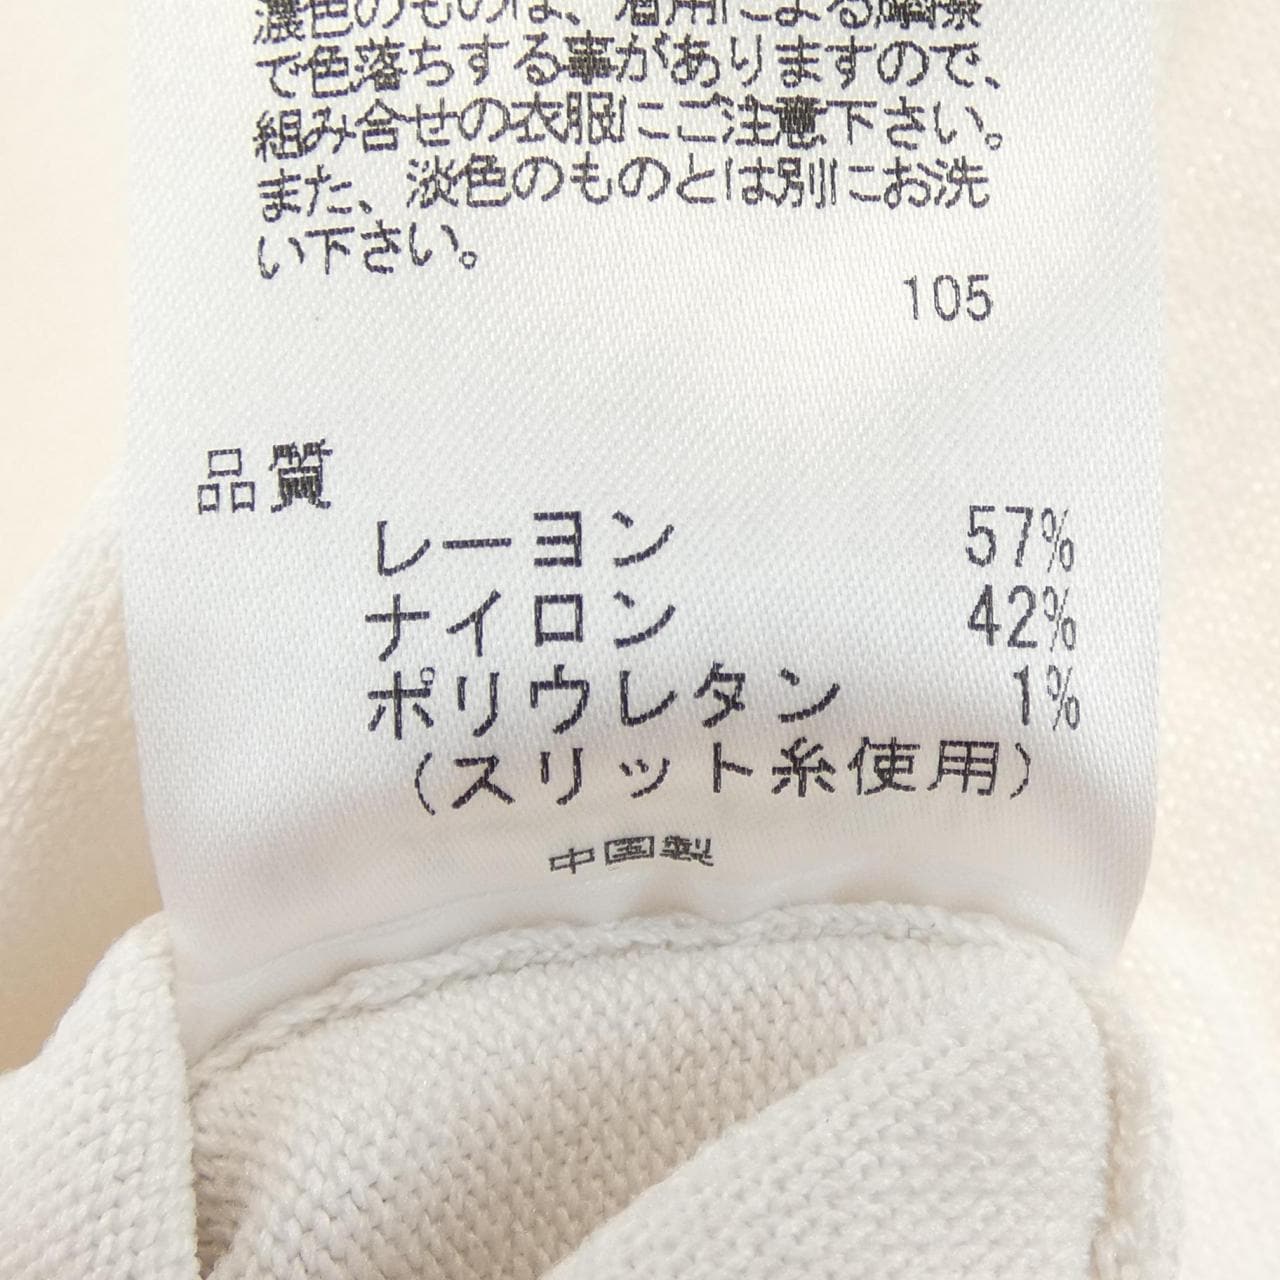 濃色のものは、着用による摩擦
で色落ちする事がありますので、
組み合せの衣服にご注意下さい。
また、淡色のものとは別にお洗
い下さい。
105
品質
レーヨン 57%
ナイロン 42%
ポリウレタン 1%
(スリット糸使用)
中国製